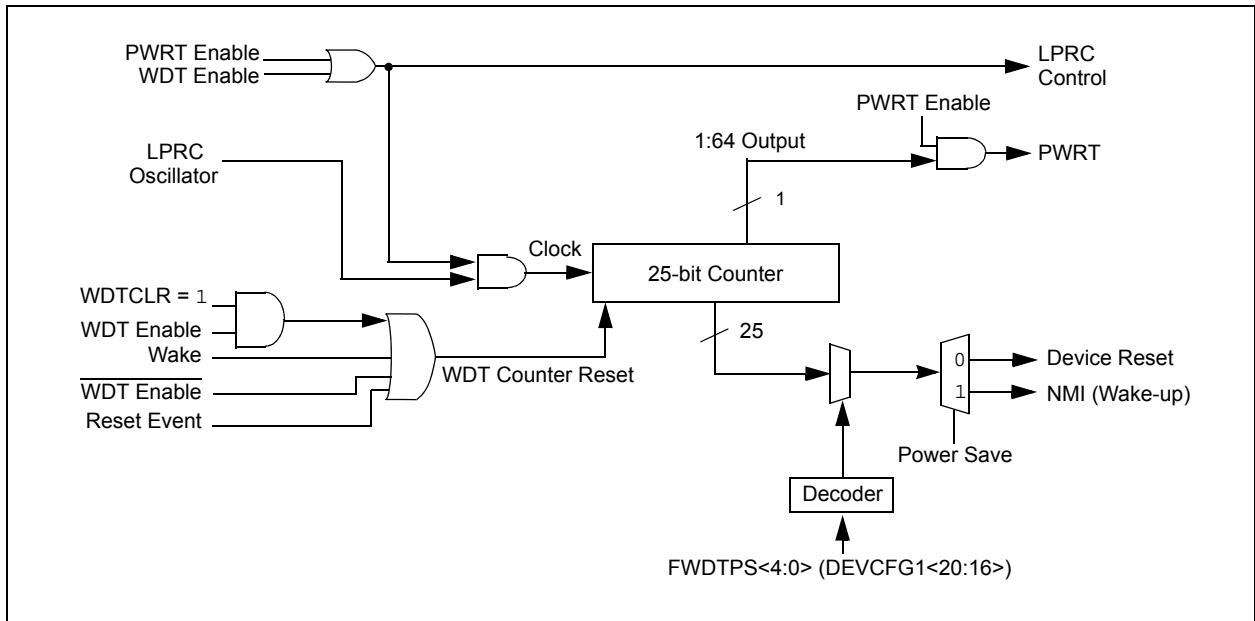 PWRT Enable
WDT Enable
LPRC
Control
PWRT Enable
1:64 Output
PWRT
LPRC
Oscillator
1
Clock
25-bit Counter
WDTCLR = 1
WDT Enable
Wake
25
WDT Counter Reset
0
Device Reset
1
NMI (Wake-up)
W̅D̅T̅ ̅E̅n̅a̅b̅l̅e̅
Reset Event
Power Save
Decoder
FWDTPS<4:0> (DEVCFG1<20:16>)